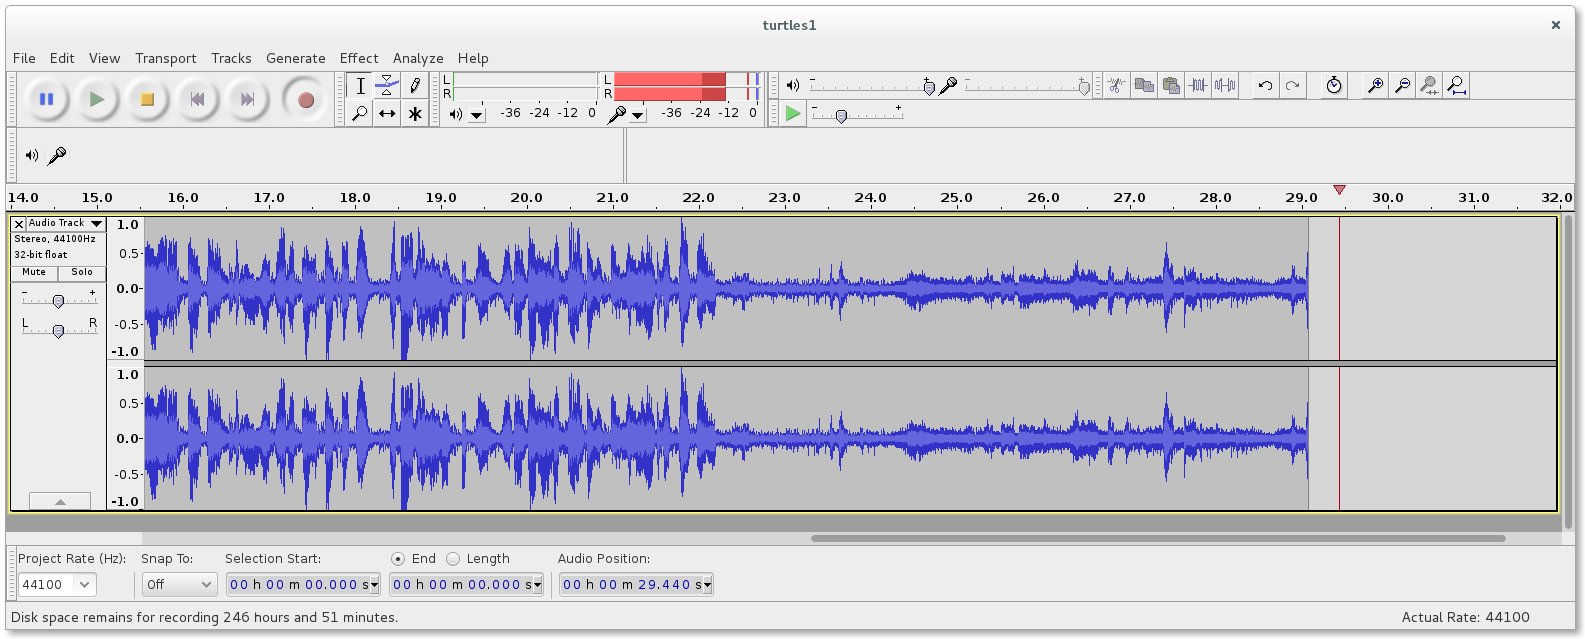 turtles1 ×
File Edit View Transport Tracks Generate Effect Analyze Help
L
R
L
R
- +
-36 -24 -12 0
-36 -24 -12 0
- +
14.0 15.0 16.0 17.0 18.0 19.0 20.0 21.0 22.0 23.0 24.0 25.0 26.0 27.0 28.0 29.0 30.0 31.0 32.0
× Audio Track
Stereo, 44100Hz
32-bit float
Mute Solo
- +
L R
1.0
0.5-
0.0-
-0.5-
-1.0
1.0
0.5-
0.0-
-0.5-
-1.0
Project Rate (Hz): Snap To: Selection Start: End Length Audio Position:
44100 Off 00 h 00 m 00.000 s 00 h 00 m 00.000 s 00 h 00 m 29.440 s
Disk space remains for recording 246 hours and 51 minutes. Actual Rate: 44100